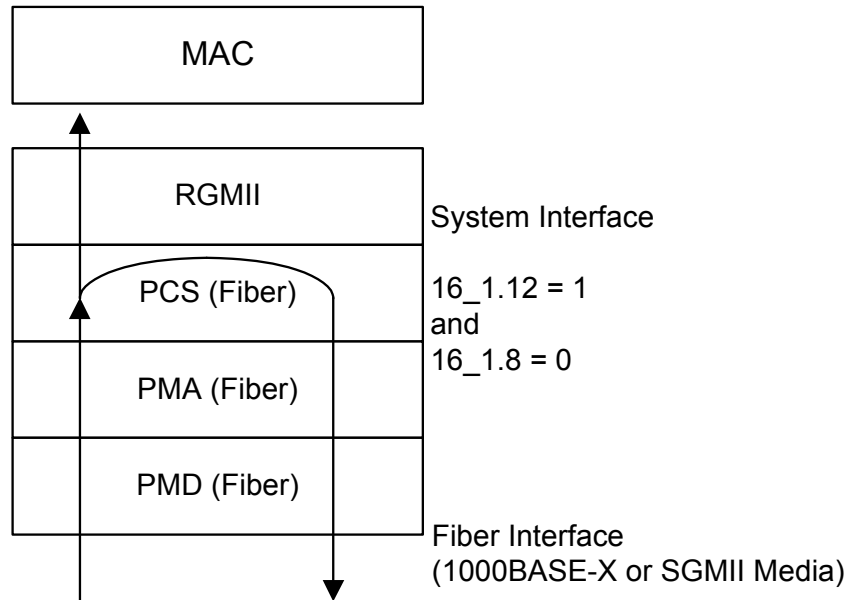 MAC
RGMII
System Interface
PCS (Fiber)
16_1.12 = 1
and
16_1.8 = 0
PMA (Fiber)
PMD (Fiber)
Fiber Interface
(1000BASE-X or SGMII Media)